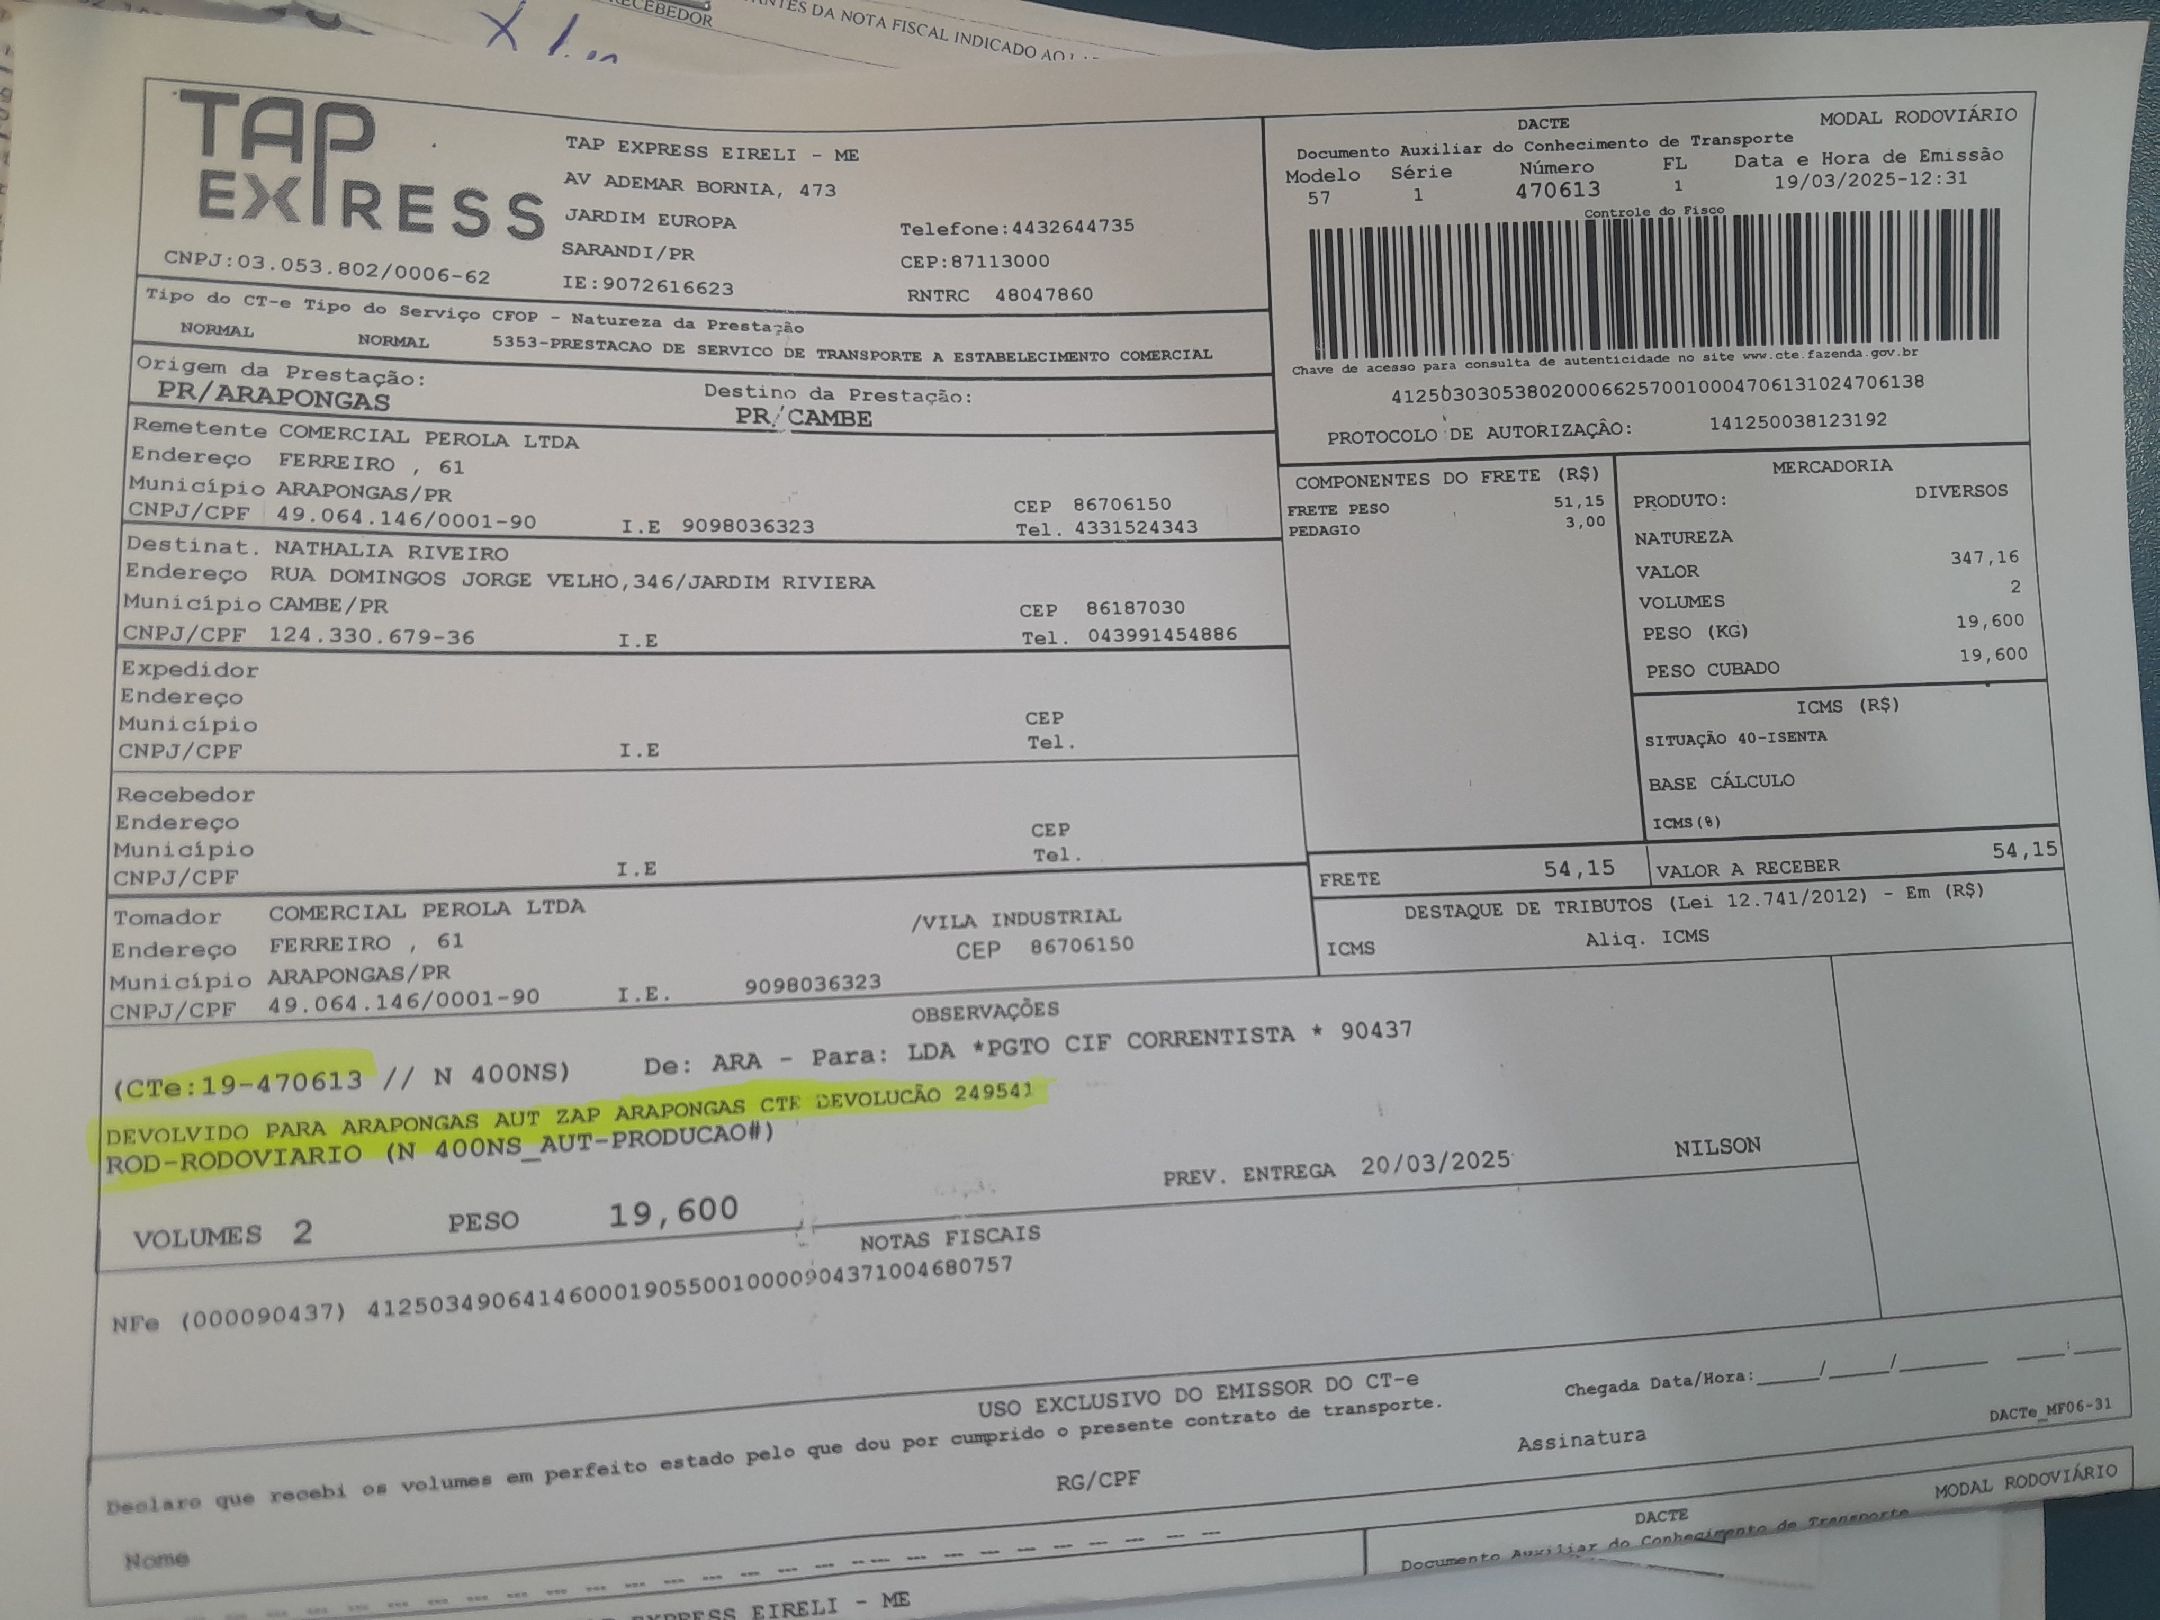 RECEBEDOR
ANTES DA NOTA FISCAL INDICADO AO
TAP
EXPRESS
TAP EXPRESS EIRELI - ME
AV ADEMAR BORNIA, 473
JARDIM EUROPA
Telefone:4432644735
SARANDI/PR
CEP:87113000
CNPJ:03.053.802/0006-62
IE:9072616623
RNTRC 48047860
DACTE
MODAL RODOVIÁRIO
Documento Auxiliar do Conhecimento de Transporte
Modelo Série Número FL Data e Hora de Emissão
57 1 470613 1 19/03/2025-12:31
Controle do Fisco
Chave de acesso para consulta de autenticidade no site www.cte.fazenda.gov.br
41250303053802000662570010004706131024706138
PROTOCOLO DE AUTORIZAÇÃO: 141250038123192
Tipo do CT-e Tipo do Serviço CFOP - Natureza da Prestação
NORMAL NORMAL 5353-PRESTACAO DE SERVICO DE TRANSPORTE A ESTABELECIMENTO COMERCIAL
Origem da Prestação: Destino da Prestação:
PR/ARAPONGAS PR/CAMBE
Remetente COMERCIAL PEROLA LTDA
Endereço FERREIRO , 61
Município ARAPONGAS/PR CEP 86706150
CNPJ/CPF 49.064.146/0001-90 I.E 9098036323 Tel. 4331524343
Destinat. NATHALIA RIVEIRO
Endereço RUA DOMINGOS JORGE VELHO,346/JARDIM RIVIERA
Município CAMBE/PR CEP 86187030
CNPJ/CPF 124.330.679-36 I.E Tel. 043991454886
Expedidor
Endereço
Município CEP
CNPJ/CPF I.E Tel.
Recebedor
Endereço
Município CEP
CNPJ/CPF I.E Tel.
Tomador COMERCIAL PEROLA LTDA /VILA INDUSTRIAL
Endereço FERREIRO , 61 CEP 86706150
Município ARAPONGAS/PR
CNPJ/CPF 49.064.146/0001-90 I.E. 9098036323
COMPONENTES DO FRETE (R$)
FRETE PESO 51,15
PEDAGIO 3,00
MERCADORIA
PRODUTO: DIVERSOS
NATUREZA
VALOR 347,16
VOLUMES 2
PESO (KG) 19,600
PESO CUBADO 19,600
ICMS (R$)
SITUAÇÃO 40-ISENTA
BASE CÁLCULO
ICMS(%)
FRETE 54,15 VALOR A RECEBER 54,15
DESTAQUE DE TRIBUTOS (Lei 12.741/2012) - Em (R$)
ICMS Aliq. ICMS
OBSERVAÇÕES
(CTe:19-470613 // N 400NS) De: ARA - Para: LDA *PGTO CIF CORRENTISTA * 90437
DEVOLVIDO PARA ARAPONGAS AUT ZAP ARAPONGAS CTE DEVOLUCÃO 249541
ROD-RODOVIARIO (N 400NS_AUT-PRODUCAO#)
PREV. ENTREGA 20/03/2025 NILSON
VOLUMES 2 PESO 19,600
NOTAS FISCAIS
NFe (000090437) 41250349064146000190550010000904371004680757
USO EXCLUSIVO DO EMISSOR DO CT-e
Chegada Data/Hora:____/____/______ ___:___
Declaro que recebi os volumes em perfeito estado pelo que dou por cumprido o presente contrato de transporte.
DACTe_MF06-31
Nome RG/CPF Assinatura
DACTE
MODAL RODOVIÁRIO
Documento Auxiliar do Conhecimento de Transporte
EXPRESS EIRELI - ME